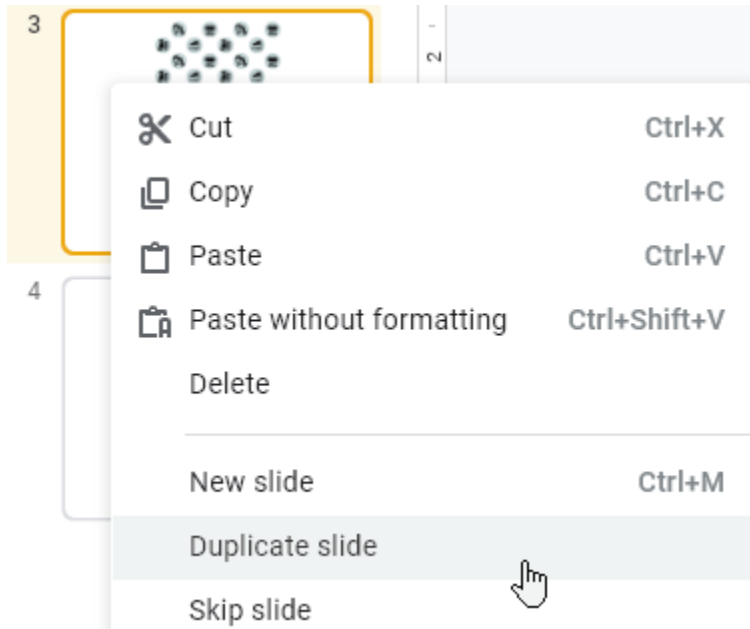 3
2
Cut Ctrl+X
Copy Ctrl+C
Paste Ctrl+V
4
Paste without formatting Ctrl+Shift+V
Delete
New slide Ctrl+M
Duplicate slide
Skip slide